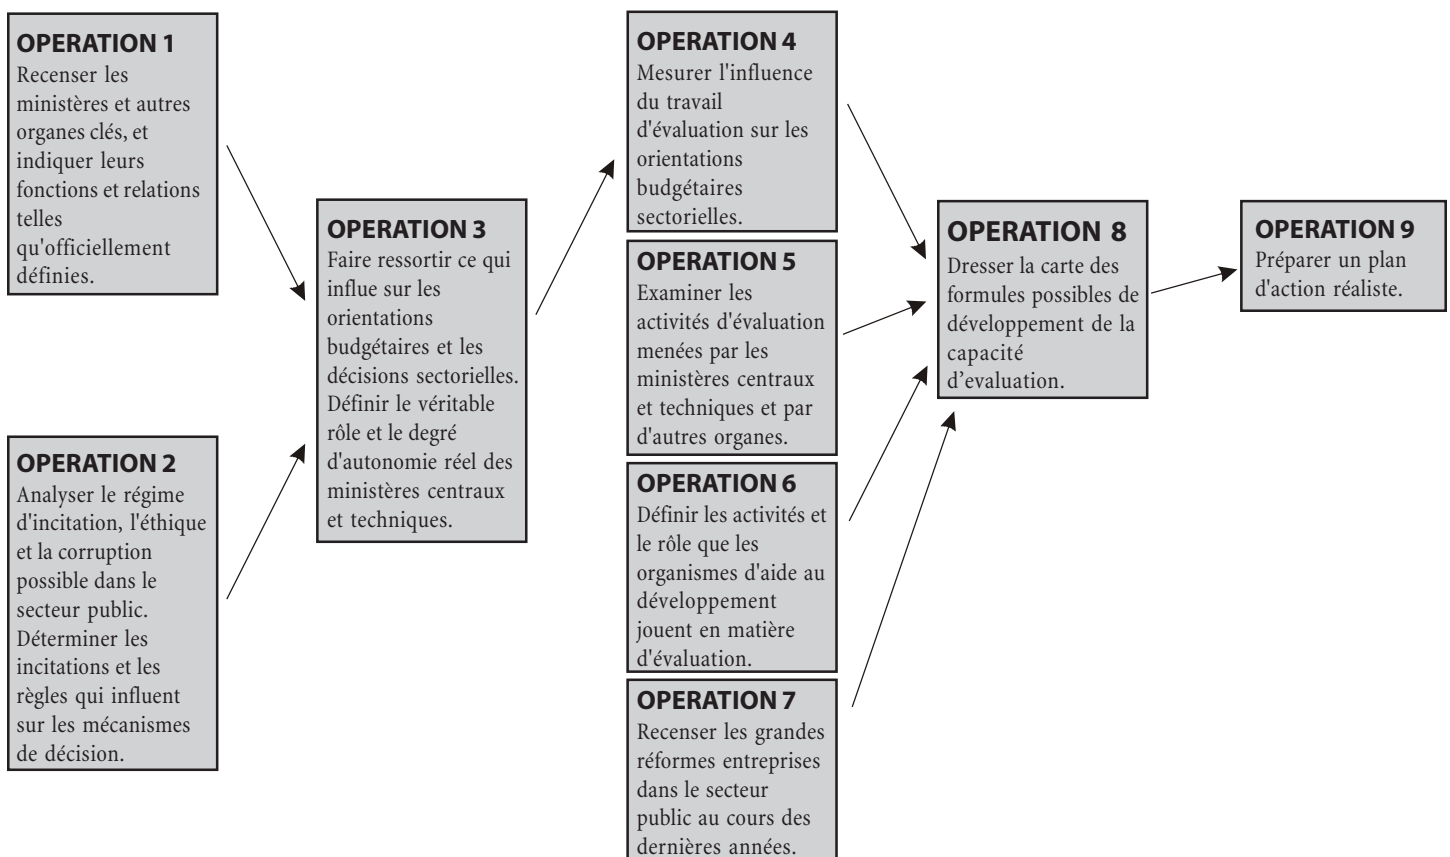 OPERATION 1
Recenser les
ministères et autres
organes clés, et
indiquer leurs
fonctions et relations
telles
qu'officiellement
définies.
OPERATION 2
Analyser le régime
d'incitation, l'éthique
et la corruption
possible dans le
secteur public.
Déterminer les
incitations et les
règles qui influent
sur les mécanismes
de décision.
OPERATION 3
Faire ressortir ce qui
influe sur les
orientations
budgétaires et les
décisions sectorielles.
Définir le véritable
rôle et le degré
d'autonomie réel des
ministères centraux
et techniques.
OPERATION 4
Mesurer l'influence
du travail
d'évaluation sur les
orientations
budgétaires
sectorielles.
OPERATION 5
Examiner les
activités d'évaluation
menées par les
ministères centraux
et techniques et par
d'autres organes.
OPERATION 6
Définir les activités et
le rôle que les
organismes d'aide au
développement
jouent en matière
d'évaluation.
OPERATION 7
Recenser les grandes
réformes entreprises
dans le secteur
public au cours des
dernières années.
OPERATION 8
Dresser la carte des
formules possibles de
développement de la
capacité
d’evaluation.
OPERATION 9
Préparer un plan
d'action réaliste.